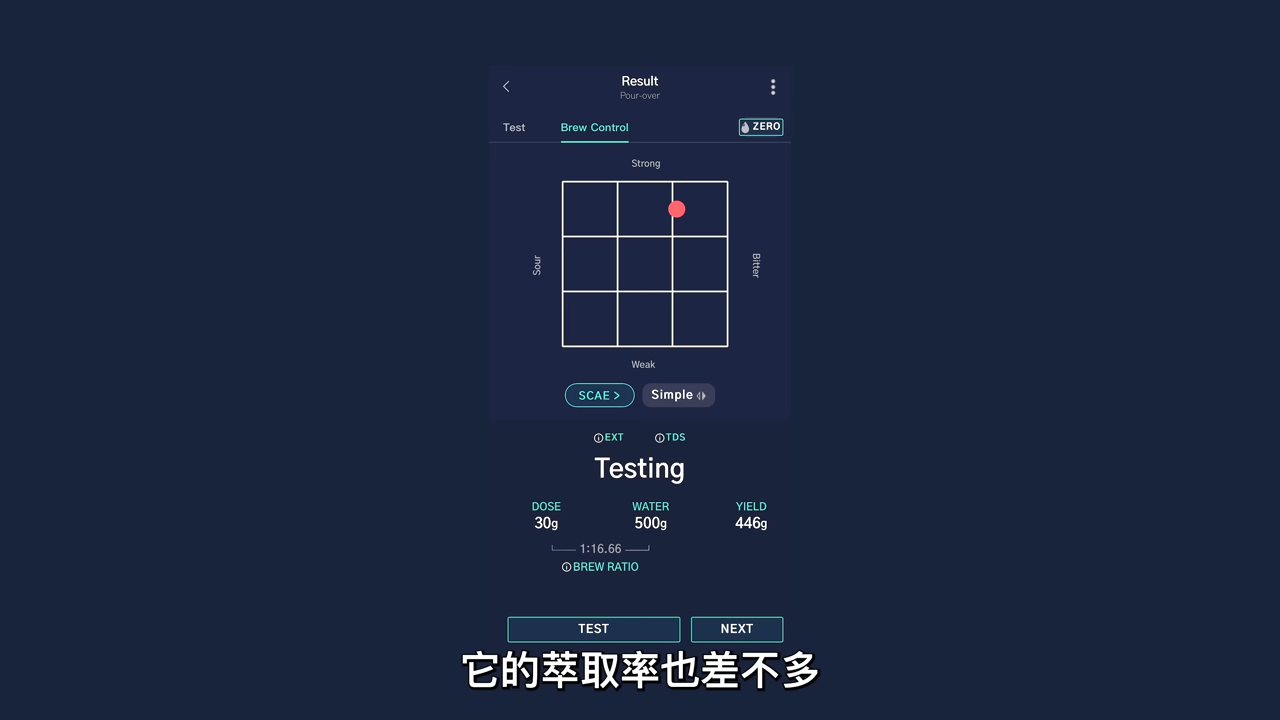 Result
Pour-over
Test
Brew Control
ZERO
Strong
Sour
Bitter
Weak
SCAE >
Simple
EXT
TDS
Testing
DOSE
WATER
YIELD
30g
500g
446g
1:16.66
BREW RATIO
TEST
NEXT
它的萃取率也差不多